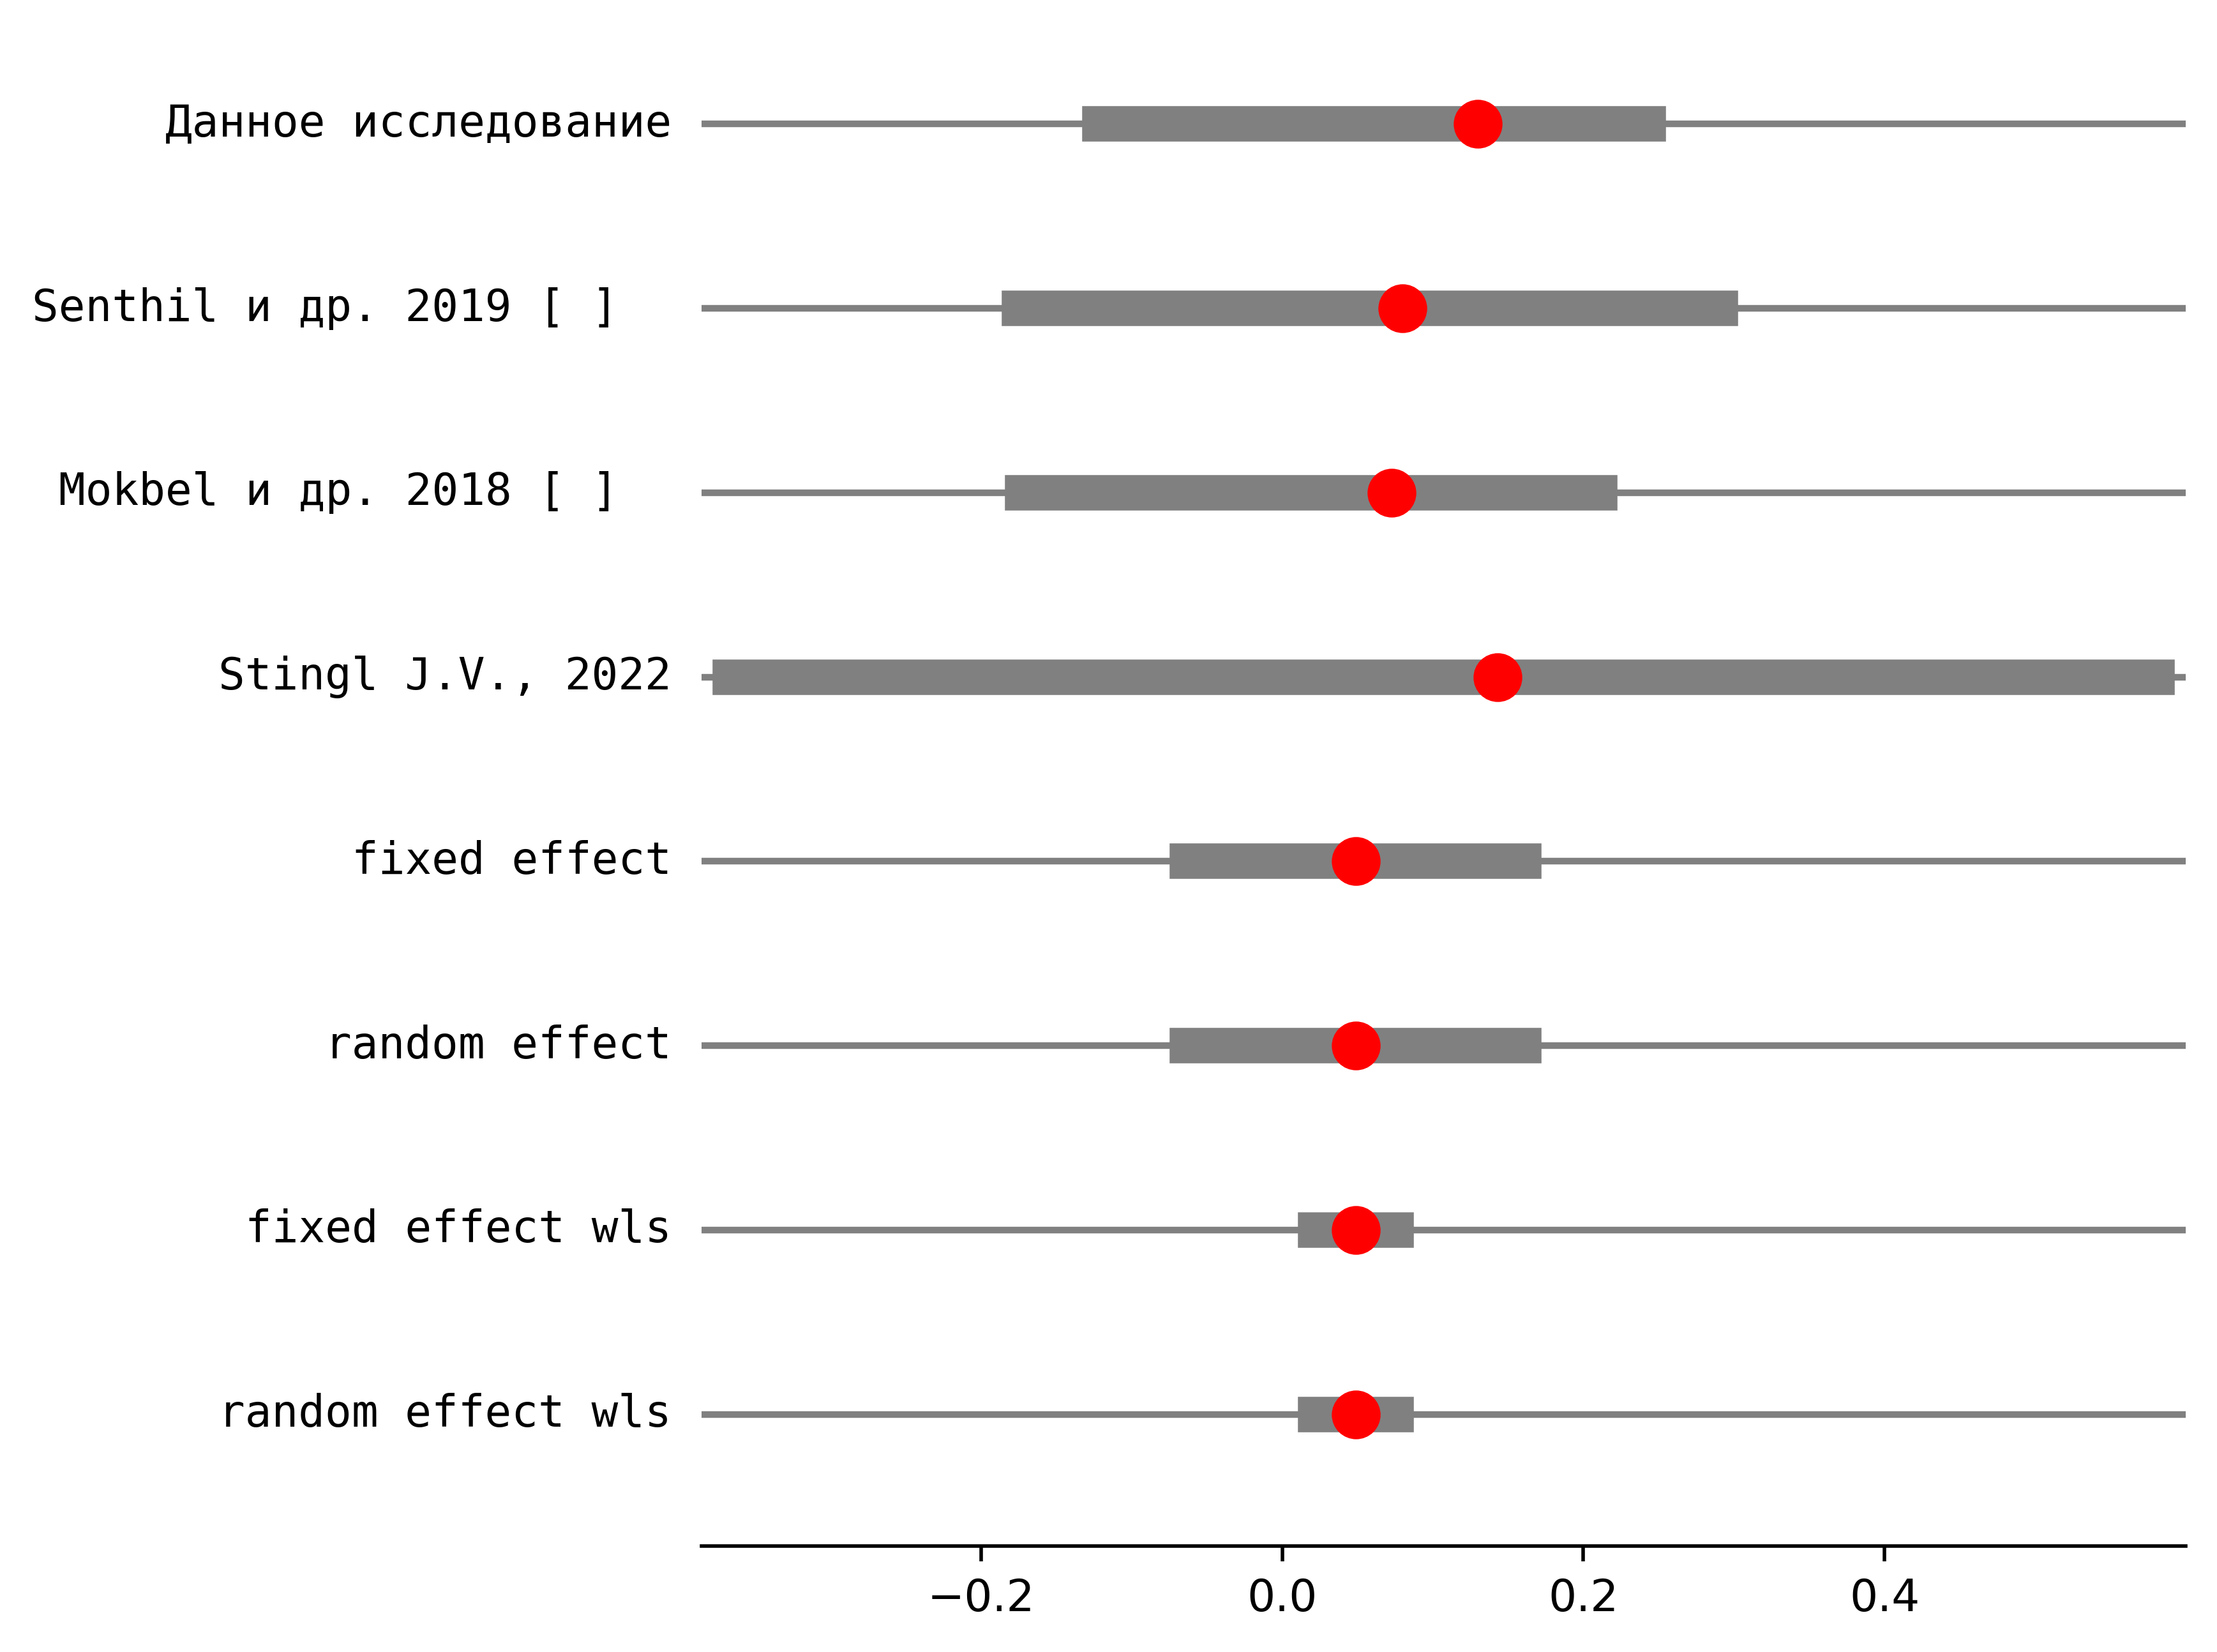 Данное исследование
Senthil и др. 2019 [ ]
Mokbel и др. 2018 [ ]
Stingl J.V., 2022
fixed effect
random effect
fixed effect wls
random effect wls
−0.2 0.0 0.2 0.4